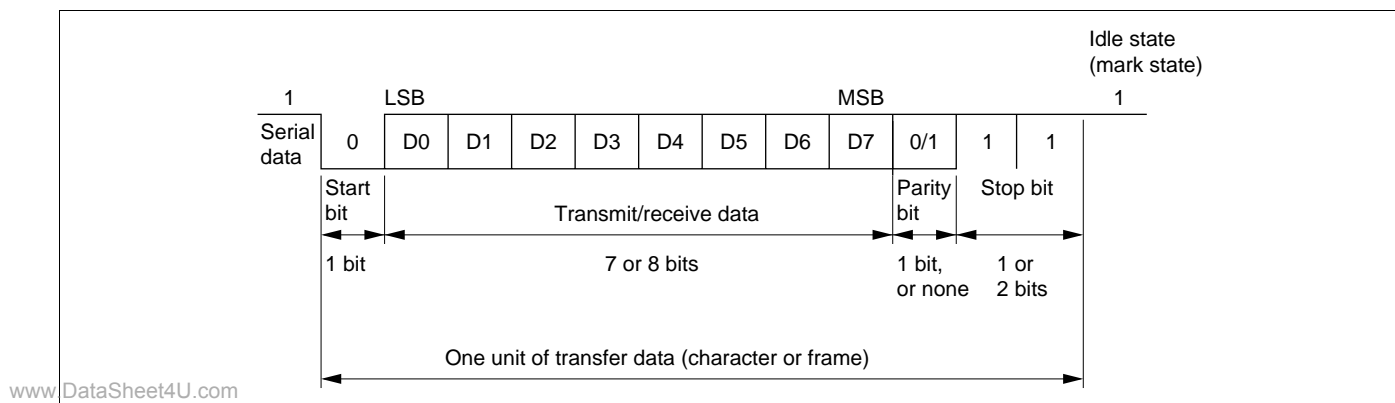 Idle state
(mark state)
1 LSB MSB 1
Serial
data
0 D0 D1 D2 D3 D4 D5 D6 D7 0/1 1 1
Start
bit
Transmit/receive data
Parity
bit
Stop bit
1 bit
7 or 8 bits
1 bit,
or none
1 or
2 bits
One unit of transfer data (character or frame)
www.DataSheet4U.com